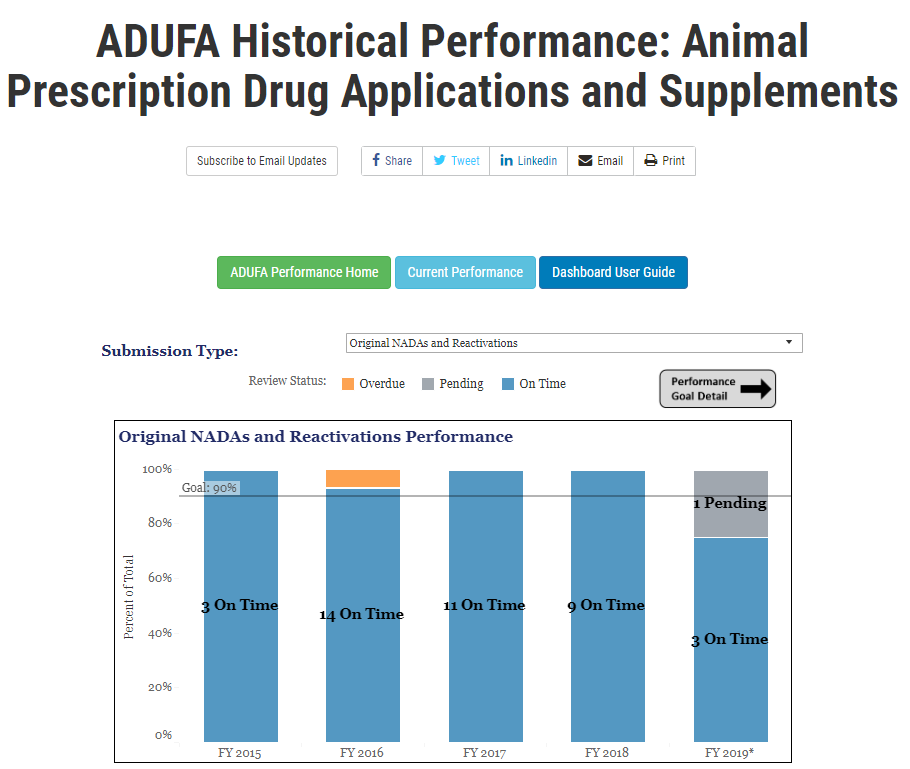 ADUFA Historical Performance: Animal
Prescription Drug Applications and Supplements
Subscribe to Email Updates
Share
Tweet
Linkedin
Email
Print
ADUFA Performance Home
Current Performance
Dashboard User Guide
Submission Type:
Original NADAs and Reactivations
Review Status:
Overdue
Pending
On Time
Performance
Goal Detail
Original NADAs and Reactivations Performance
Percent of Total
100%
Goal: 90%
80%
60%
40%
20%
0%
3 On Time
14 On Time
11 On Time
9 On Time
1 Pending
3 On Time
FY 2015
FY 2016
FY 2017
FY 2018
FY 2019*